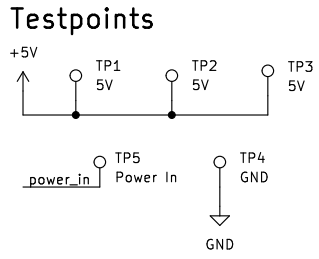 Testpoints
+5V
TP1
5V
TP2
5V
TP3
5V
power_in
TP5
Power In
TP4
GND
GND